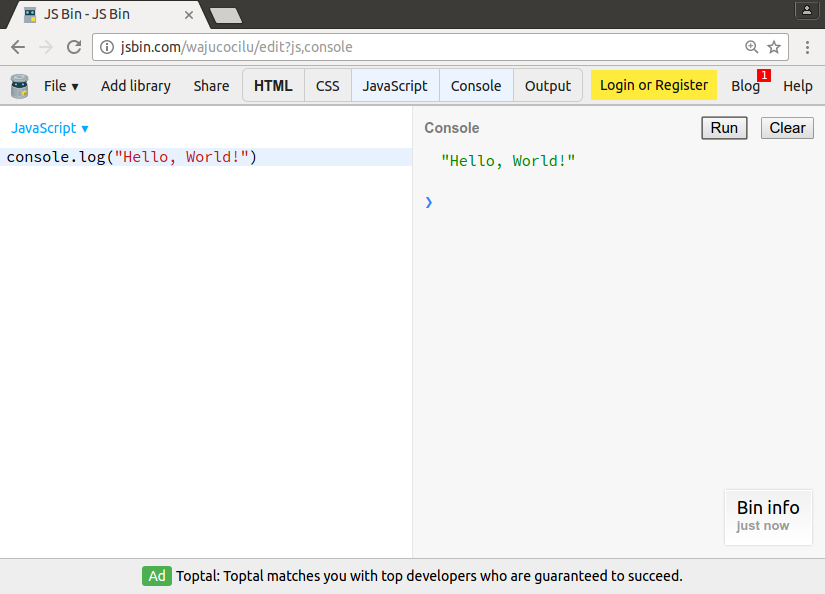 JS Bin - JS Bin
jsbin.com/wajucocilu/edit?js,console
File ▾ Add library Share HTML CSS JavaScript Console Output Login or Register Blog 1 Help
JavaScript ▾
Console Run Clear
console.log("Hello, World!")
"Hello, World!"
❯
Bin info
just now
Ad Toptal: Toptal matches you with top developers who are guaranteed to succeed.